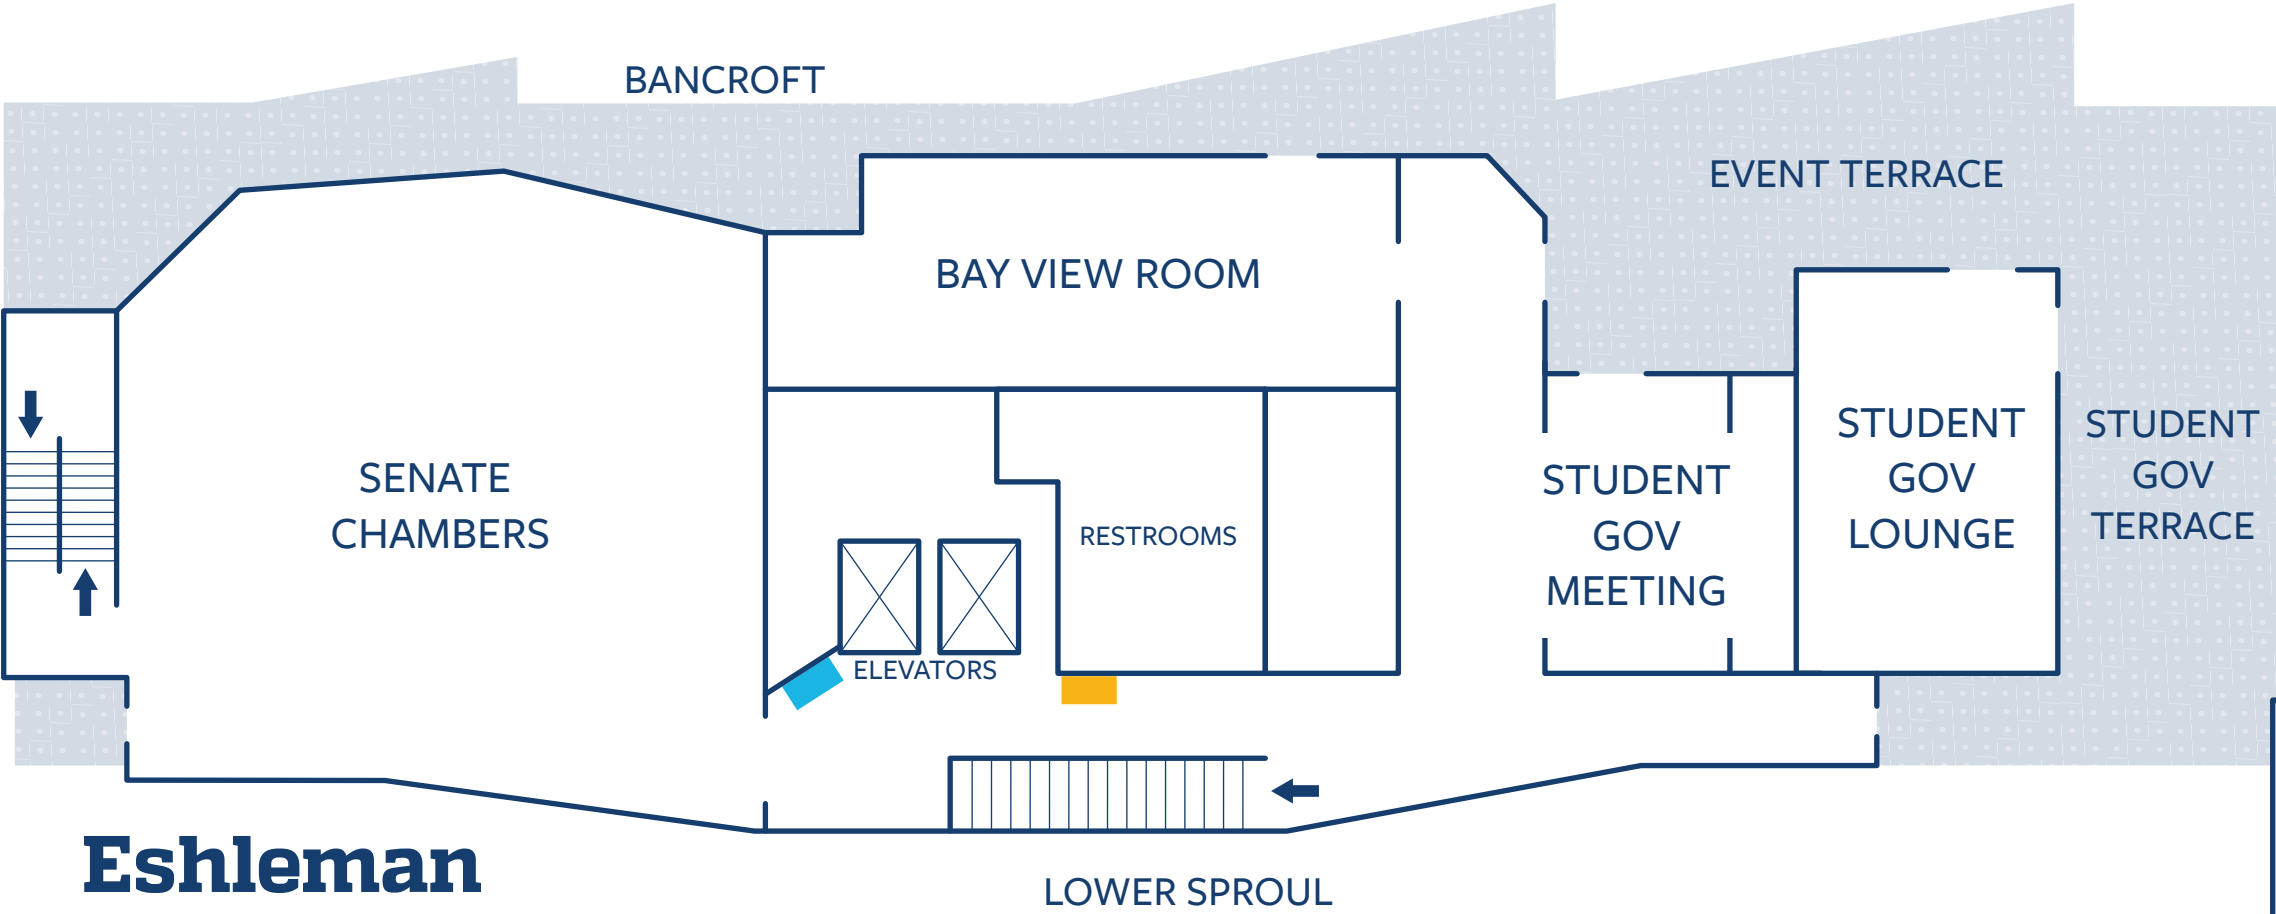 BANCROFT
EVENT TERRACE
BAY VIEW ROOM
SENATE
CHAMBERS
RESTROOMS
ELEVATORS
STUDENT
GOV
MEETING
STUDENT
GOV
LOUNGE
STUDENT
GOV
TERRACE
Eshleman
LOWER SPROUL